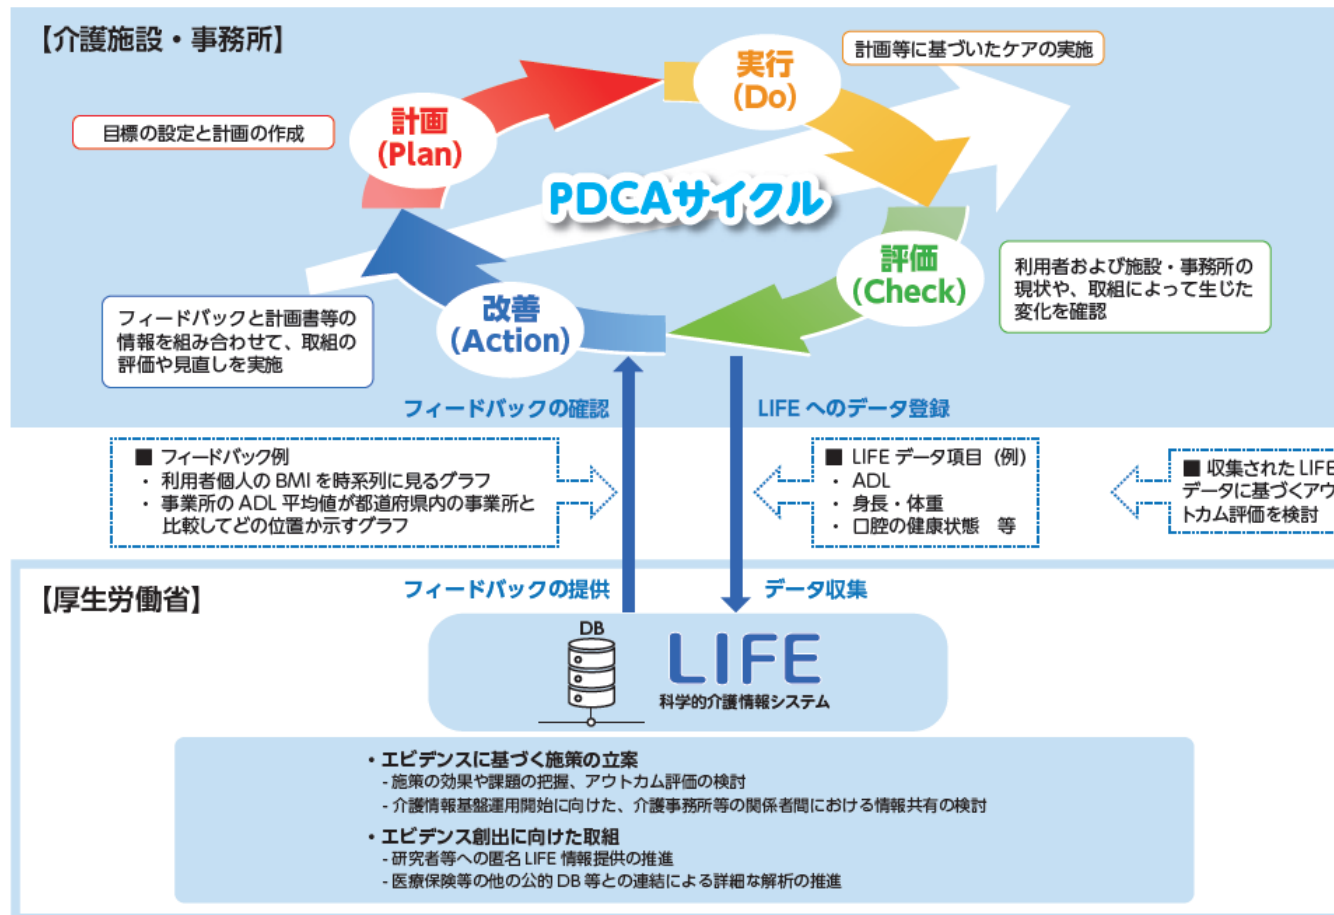 【介護施設・事務所】
計画等に基づいたケアの実施
実行
(Do)
計画
(Plan)
目標の設定と計画の作成
PDCAサイクル
評価
(Check)
利用者および施設・事務所の
現状や、取組によって生じた
変化を確認
改善
(Action)
フィードバックと計画書等の
情報を組み合わせて、取組の
評価や見直しを実施
フィードバックの確認
LIFE へのデータ登録
■ フィードバック例
・ 利用者個人の BMI を時系列に見るグラフ
・ 事業所の ADL 平均値が都道府県内の事業所と
比較してどの位置か示すグラフ
■ LIFE データ項目（例）
・ ADL
・ 身長・体重
・ 口腔の健康状態　等
■ 収集された LIFE
データに基づくアウ
トカム評価を検討
【厚生労働省】
フィードバックの提供
データ収集
DB
LIFE
科学的介護情報システム
・エビデンスに基づく施策の立案
- 施策の効果や課題の把握、アウトカム評価の検討
- 介護情報基盤運用開始に向けた、介護事務所等の関係者間における情報共有の検討
・エビデンス創出に向けた取組
- 研究者等への匿名 LIFE 情報提供の推進
- 医療保険等の他の公的 DB 等との連結による詳細な解析の推進